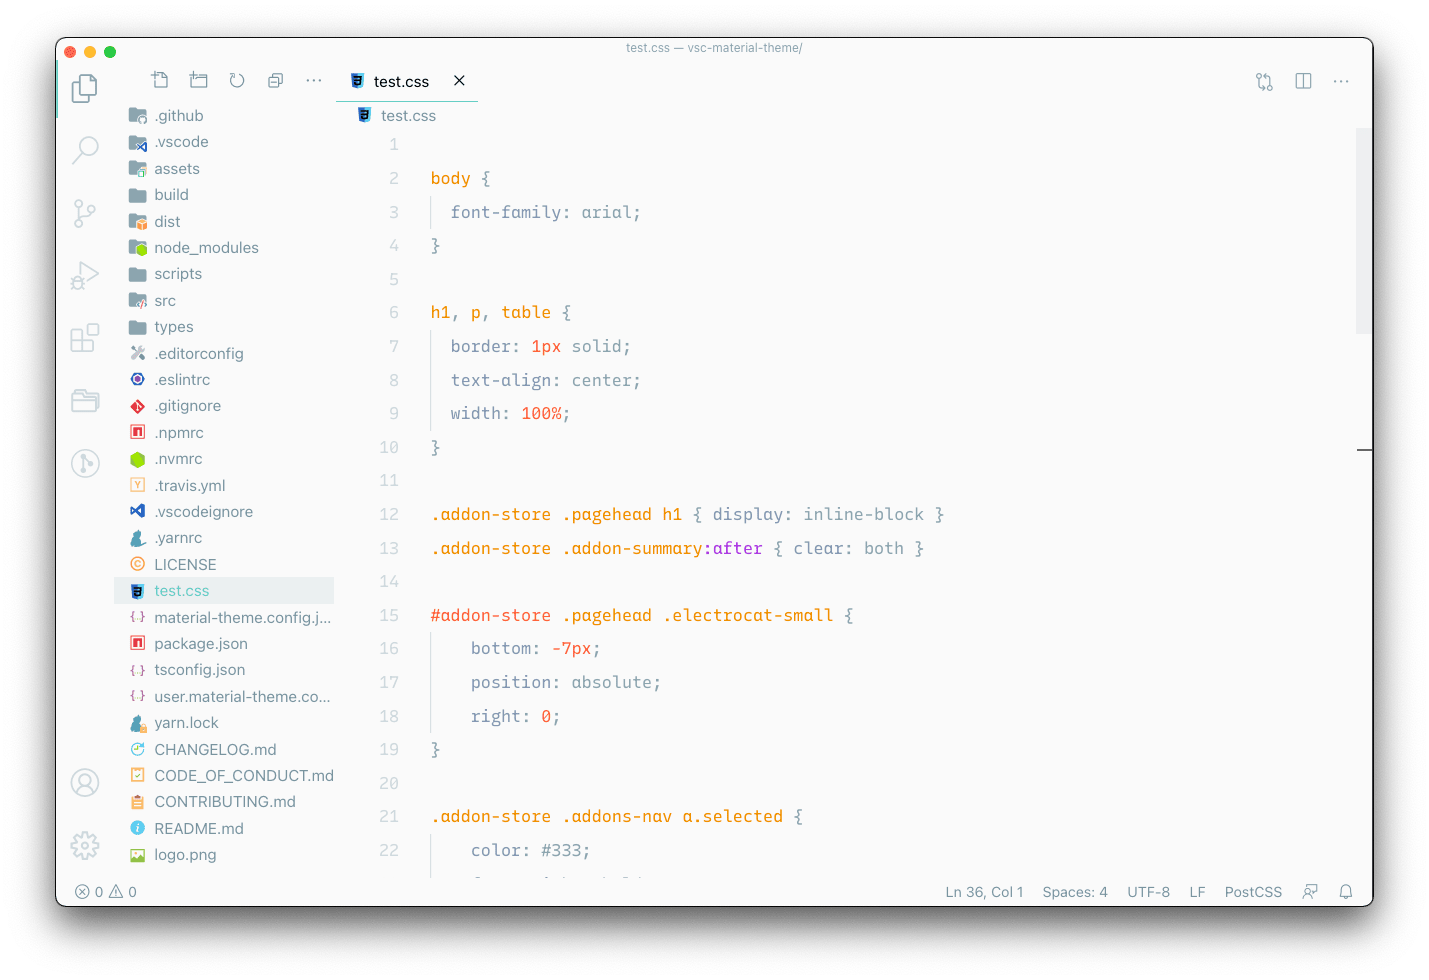 test.css — vsc-material-theme/
test.css
test.css
.github
.vscode
assets
build
dist
node_modules
scripts
src
types
.editorconfig
.eslintrc
.gitignore
.npmrc
.nvmrc
.travis.yml
.vscodeignore
.yarnrc
LICENSE
test.css
material-theme.config.j...
package.json
tsconfig.json
user.material-theme.co...
yarn.lock
CHANGELOG.md
CODE_OF_CONDUCT.md
CONTRIBUTING.md
README.md
logo.png
1
2 body {
3 font-family: arial;
4 }
5
6 h1, p, table {
7 border: 1px solid;
8 text-align: center;
9 width: 100%;
10 }
11
12 .addon-store .pagehead h1 { display: inline-block }
13 .addon-store .addon-summary:after { clear: both }
14
15 #addon-store .pagehead .electrocat-small {
16 bottom: -7px;
17 position: absolute;
18 right: 0;
19 }
20
21 .addon-store .addons-nav a.selected {
22 color: #333;
0 0
Ln 36, Col 1 Spaces: 4 UTF-8 LF PostCSS